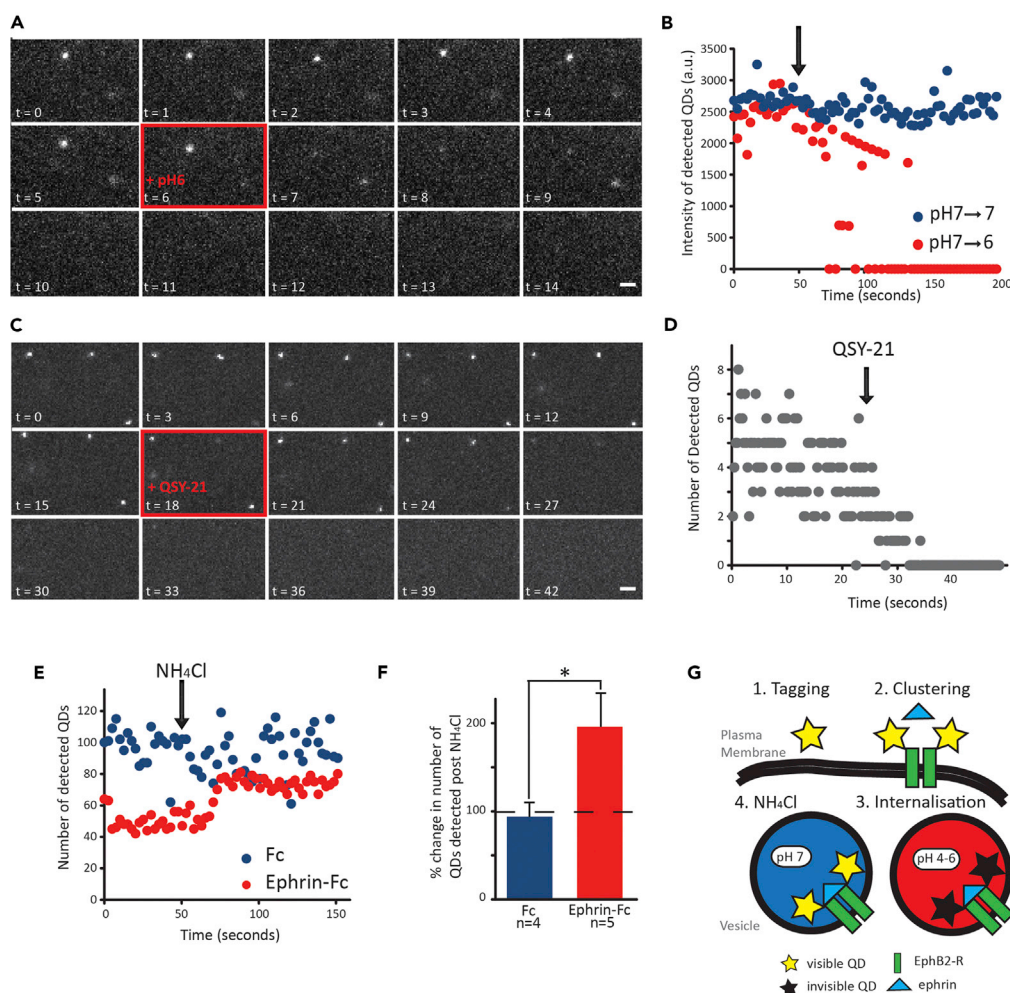 A
t = 0
t = 1
t = 2
t = 3
t = 4
t = 5
+ pH6
t = 6
t = 7
t = 8
t = 9
t = 10
t = 11
t = 12
t = 13
t = 14
B
Intensity of detected QDs (a.u.)
3500
3000
2500
2000
1500
1000
500
0
pH7→7
pH7→6
0
50
100
150
200
Time (seconds)
C
t = 0
t = 3
t = 6
t = 9
t = 12
t = 15
+ QSY-21
t = 18
t = 21
t = 24
t = 27
t = 30
t = 33
t = 36
t = 39
t = 42
D
QSY-21
Number of Detected QDs
8
6
4
2
0
0
10
20
30
40
Time (seconds)
E
NH₄Cl
Number of detected QDs
120
100
80
60
40
20
0
Fc
Ephrin-Fc
0
50
100
150
Time (seconds)
F
*
% change in number of
QDs detected post NH₄Cl
200
100
0
Fc
n=4
Ephrin-Fc
n=5
G
1. Tagging
2. Clustering
Plasma
Membrane
4. NH₄Cl
3. Internalisation
pH 7
pH 4-6
Vesicle
visible QD
EphB2-R
invisible QD
ephrin